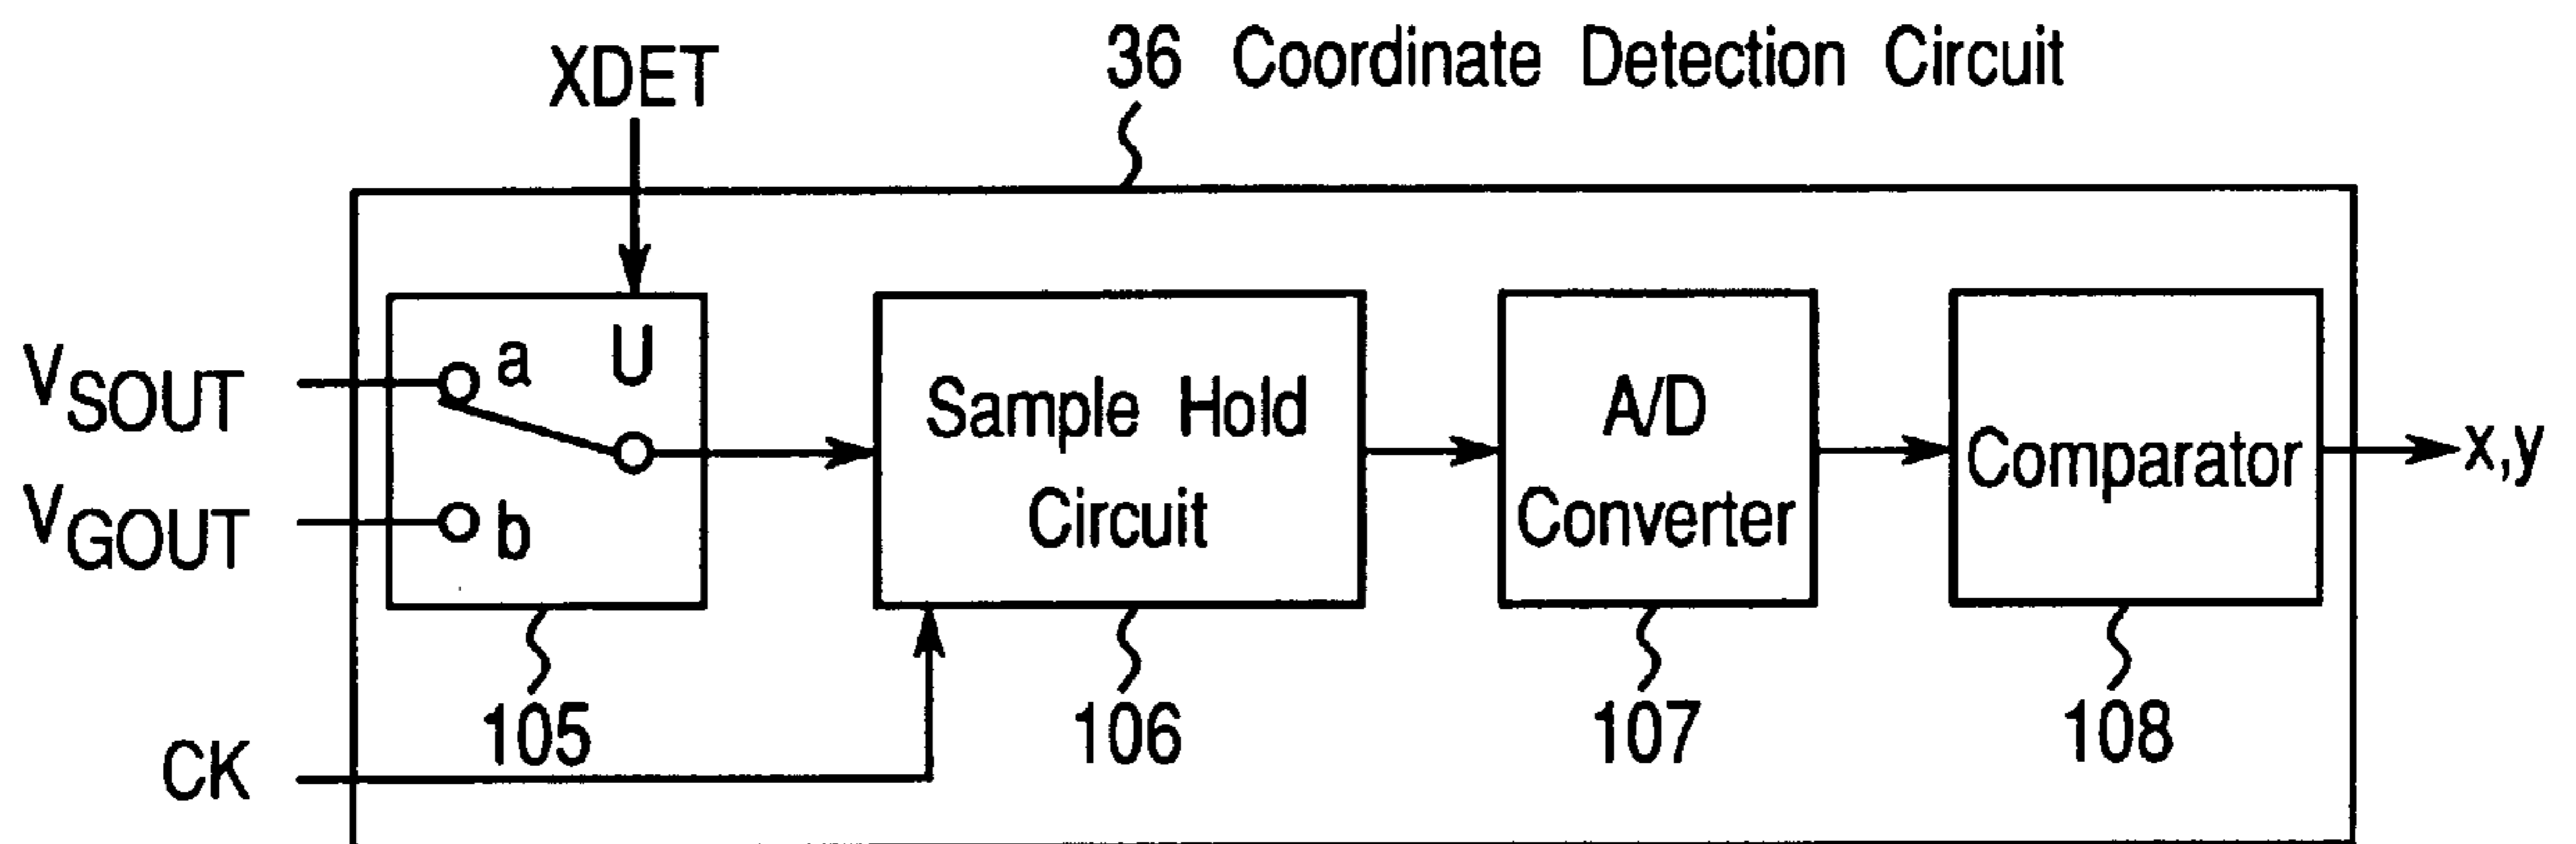 36 Coordinate Detection Circuit
XDET
a U
VSOUT
Sample Hold
Circuit
A/D
Converter
Comparator
x,y
VGOUT
b
105
106
107
108
CK